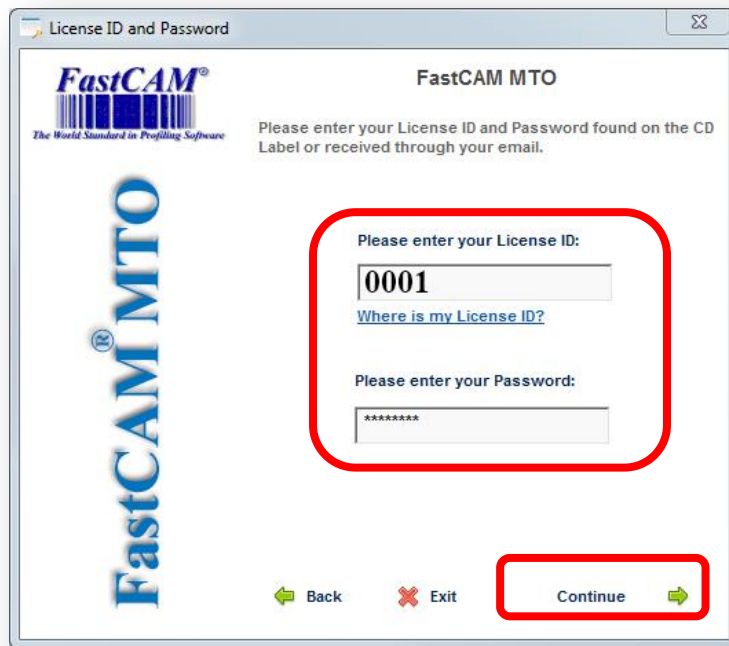 License ID and Password
FastCAM®
The World Standard in Profiling Software
FastCAM® MTO
FastCAM MTO
Please enter your License ID and Password found on the CD
Label or received through your email.
Please enter your License ID:
0001
Where is my License ID?
Please enter your Password:
********
Back
Exit
Continue